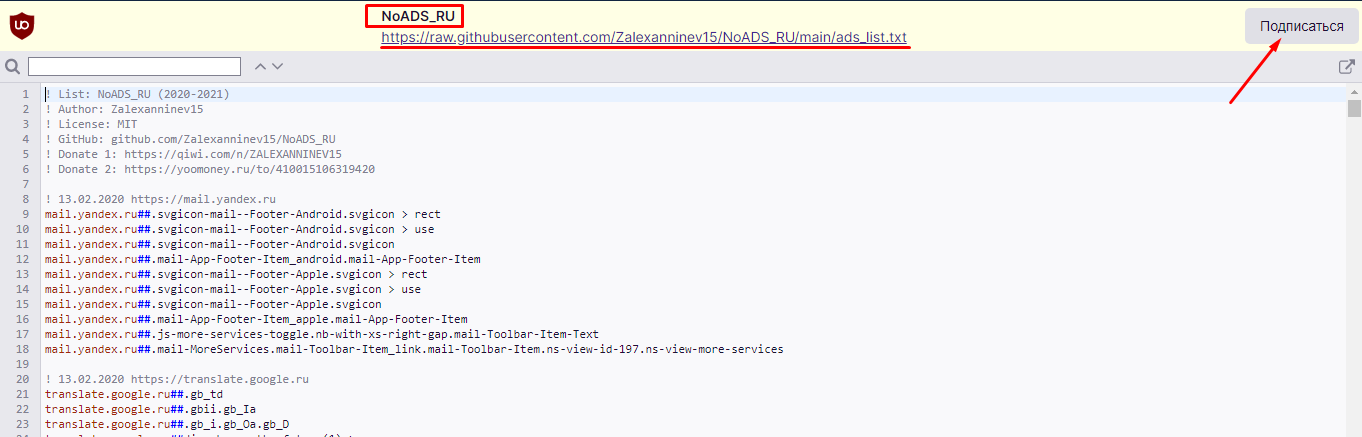 uo
NoADS_RU
https://raw.githubusercontent.com/Zalexanninev15/NoADS_RU/main/ads_list.txt
Подписаться
1 ! List: NoADS_RU (2020-2021)
2 ! Author: Zalexanninev15
3 ! License: MIT
4 ! GitHub: github.com/Zalexanninev15/NoADS_RU
5 ! Donate 1: https://qiwi.com/n/ZALEXANNINEV15
6 ! Donate 2: https://yoomoney.ru/to/410015106319420
7
8 ! 13.02.2020 https://mail.yandex.ru
9 mail.yandex.ru##.svgicon-mail--Footer-Android.svgicon > rect
10 mail.yandex.ru##.svgicon-mail--Footer-Android.svgicon > use
11 mail.yandex.ru##.svgicon-mail--Footer-Android.svgicon
12 mail.yandex.ru##.mail-App-Footer-Item_android.mail-App-Footer-Item
13 mail.yandex.ru##.svgicon-mail--Footer-Apple.svgicon > rect
14 mail.yandex.ru##.svgicon-mail--Footer-Apple.svgicon > use
15 mail.yandex.ru##.svgicon-mail--Footer-Apple.svgicon
16 mail.yandex.ru##.mail-App-Footer-Item_apple.mail-App-Footer-Item
17 mail.yandex.ru##.js-more-services-toggle.nb-with-xs-right-gap.mail-Toolbar-Item-Text
18 mail.yandex.ru##.mail-MoreServices.mail-Toolbar-Item_link.mail-Toolbar-Item.ns-view-id-197.ns-view-more-services
19
20 ! 13.02.2020 https://translate.google.ru
21 translate.google.ru##.gb_td
22 translate.google.ru##.gbii.gb_Ia
23 translate.google.ru##.gb_i.gb_Oa.gb_D